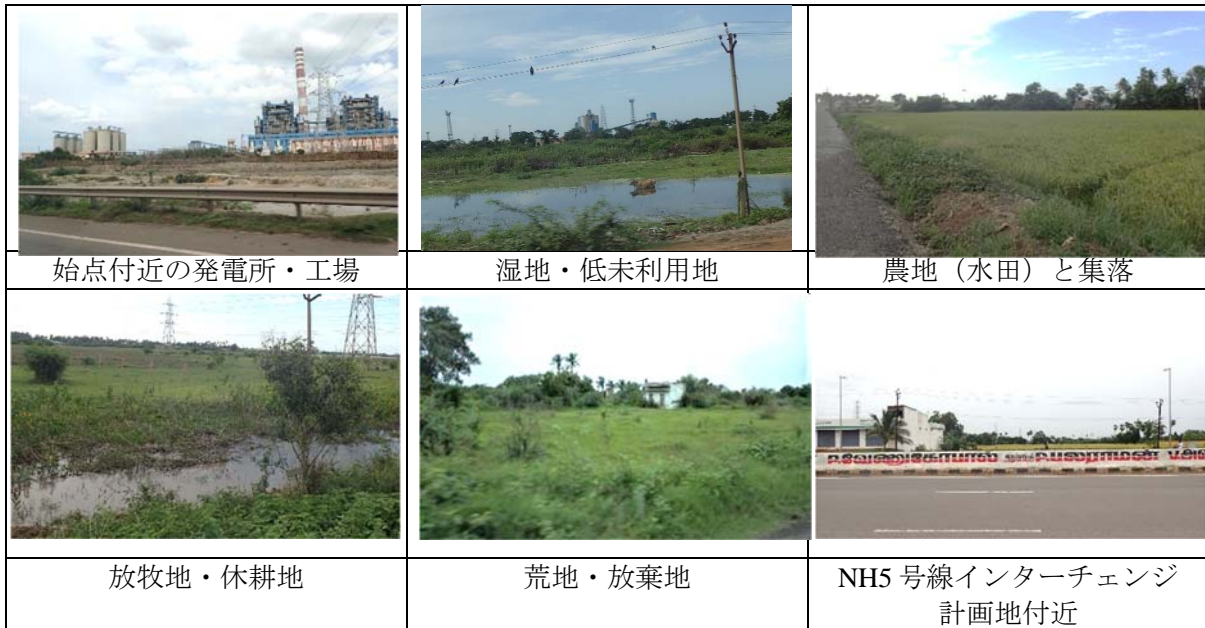 始点付近の発電所・工場
湿地・低未利用地
農地（水田）と集落
放牧地・休耕地
荒地・放棄地
NH5 号線インターチェンジ
計画地付近